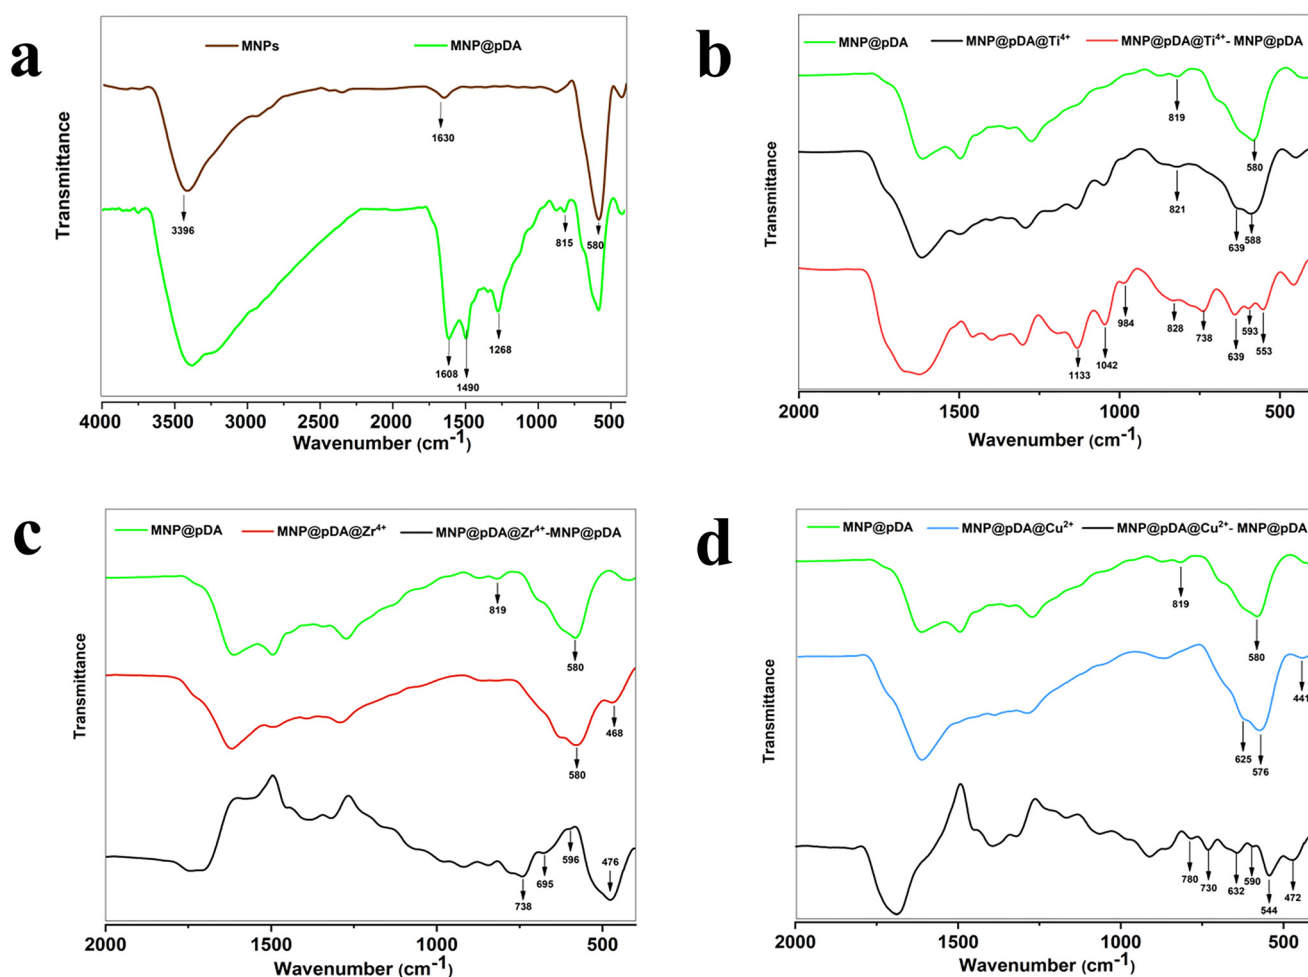 a
MNPs MNP@pDA
1630
3396
815
580
1608
1490
1268
Transmittance
4000 3500 3000 2500 2000 1500 1000 500
Wavenumber (cm⁻¹)
b
MNP@pDA MNP@pDA@Ti⁴⁺ MNP@pDA@Ti⁴⁺- MNP@pDA
819
580
821
639
588
984
828
738
639
593
553
1133
1042
Transmittance
2000 1500 1000 500
Wavenumber (cm⁻¹)
c
MNP@pDA MNP@pDA@Zr⁴⁺ MNP@pDA@Zr⁴⁺-MNP@pDA
819
580
468
580
596
476
695
738
Transmittance
2000 1500 1000 500
Wavenumber (cm⁻¹)
d
MNP@pDA MNP@pDA@Cu²⁺ MNP@pDA@Cu²⁺- MNP@pDA
819
580
441
625
576
780
730
632
590
544
472
Transmittance
2000 1500 1000 500
Wavenumber (cm⁻¹)